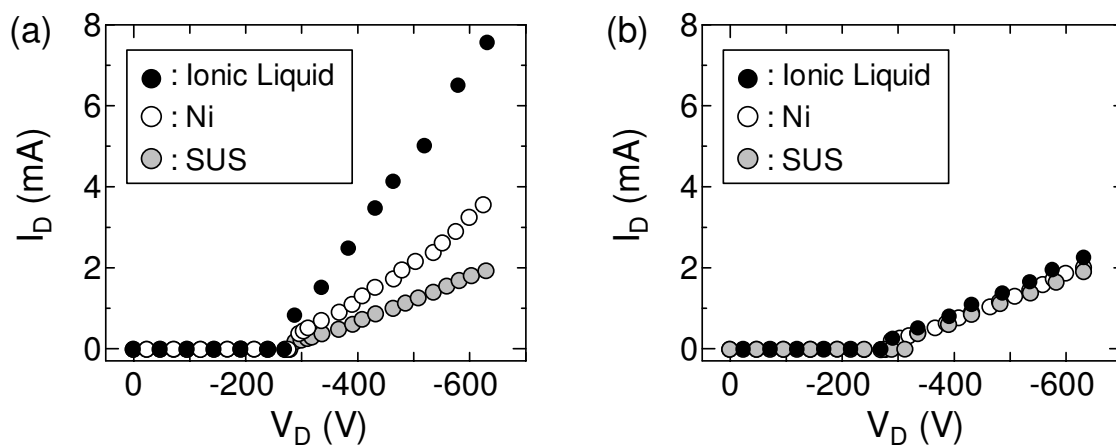 (a)
8
6
4
2
0
I_D (mA)
: Ionic Liquid
: Ni
: SUS
0 -200 -400 -600
V_D (V)
(b)
8
6
4
2
0
I_D (mA)
: Ionic Liquid
: Ni
: SUS
0 -200 -400 -600
V_D (V)